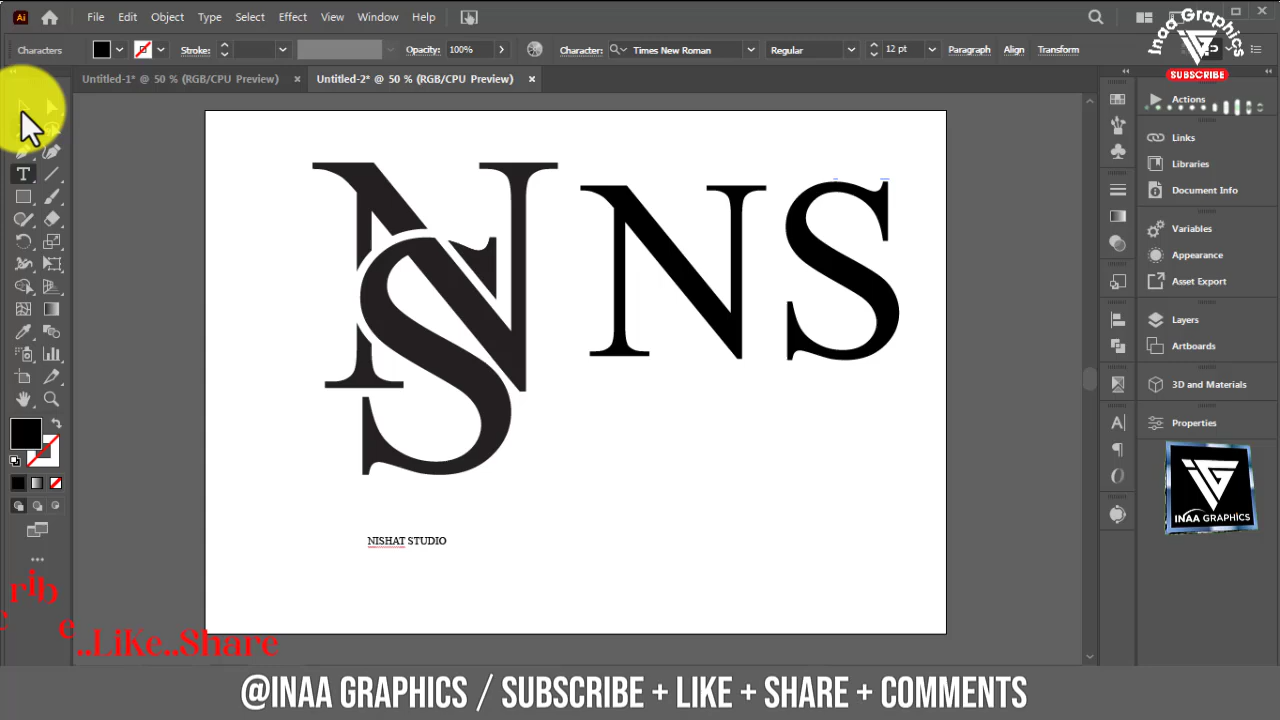 Ai File Edit Object Type Select Effect View Window Help
Characters Stroke: Opacity: 100% Character: Times New Roman Regular 12 pt Paragraph Align Transform
Inaa Graphics
SUBSCRIBE
Untitled-1* @ 50 % (RGB/CPU Preview) × Untitled-2* @ 50 % (RGB/CPU Preview) ×
Actions
Links
Libraries
Document Info
Variables
Appearance
Asset Export
Layers
Artboards
3D and Materials
Properties
NS NS
NISHAT STUDIO
iG
INAA GRAPHICS
rib
e..LiKe..Share
@INAA GRAPHICS / SUBSCRIBE + LIKE + SHARE + COMMENTS